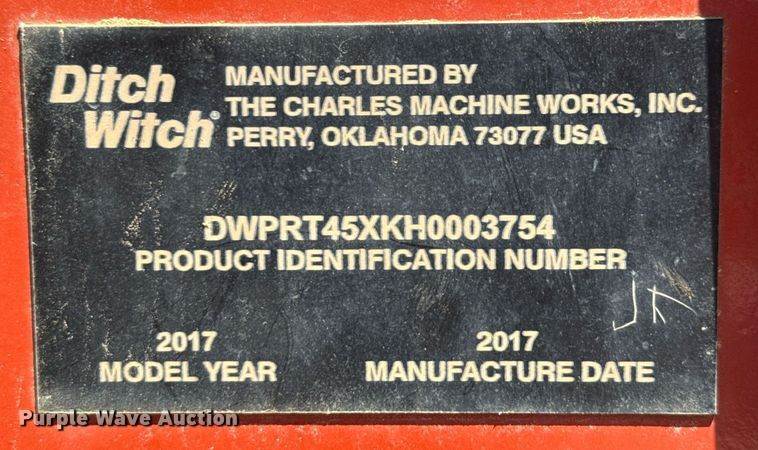 Ditch
Witch®
MANUFACTURED BY
THE CHARLES MACHINE WORKS, INC.
PERRY, OKLAHOMA 73077 USA
DWPRT45XKH0003754
PRODUCT IDENTIFICATION NUMBER
2017
MODEL YEAR
2017
MANUFACTURE DATE
Purple Wave Auction